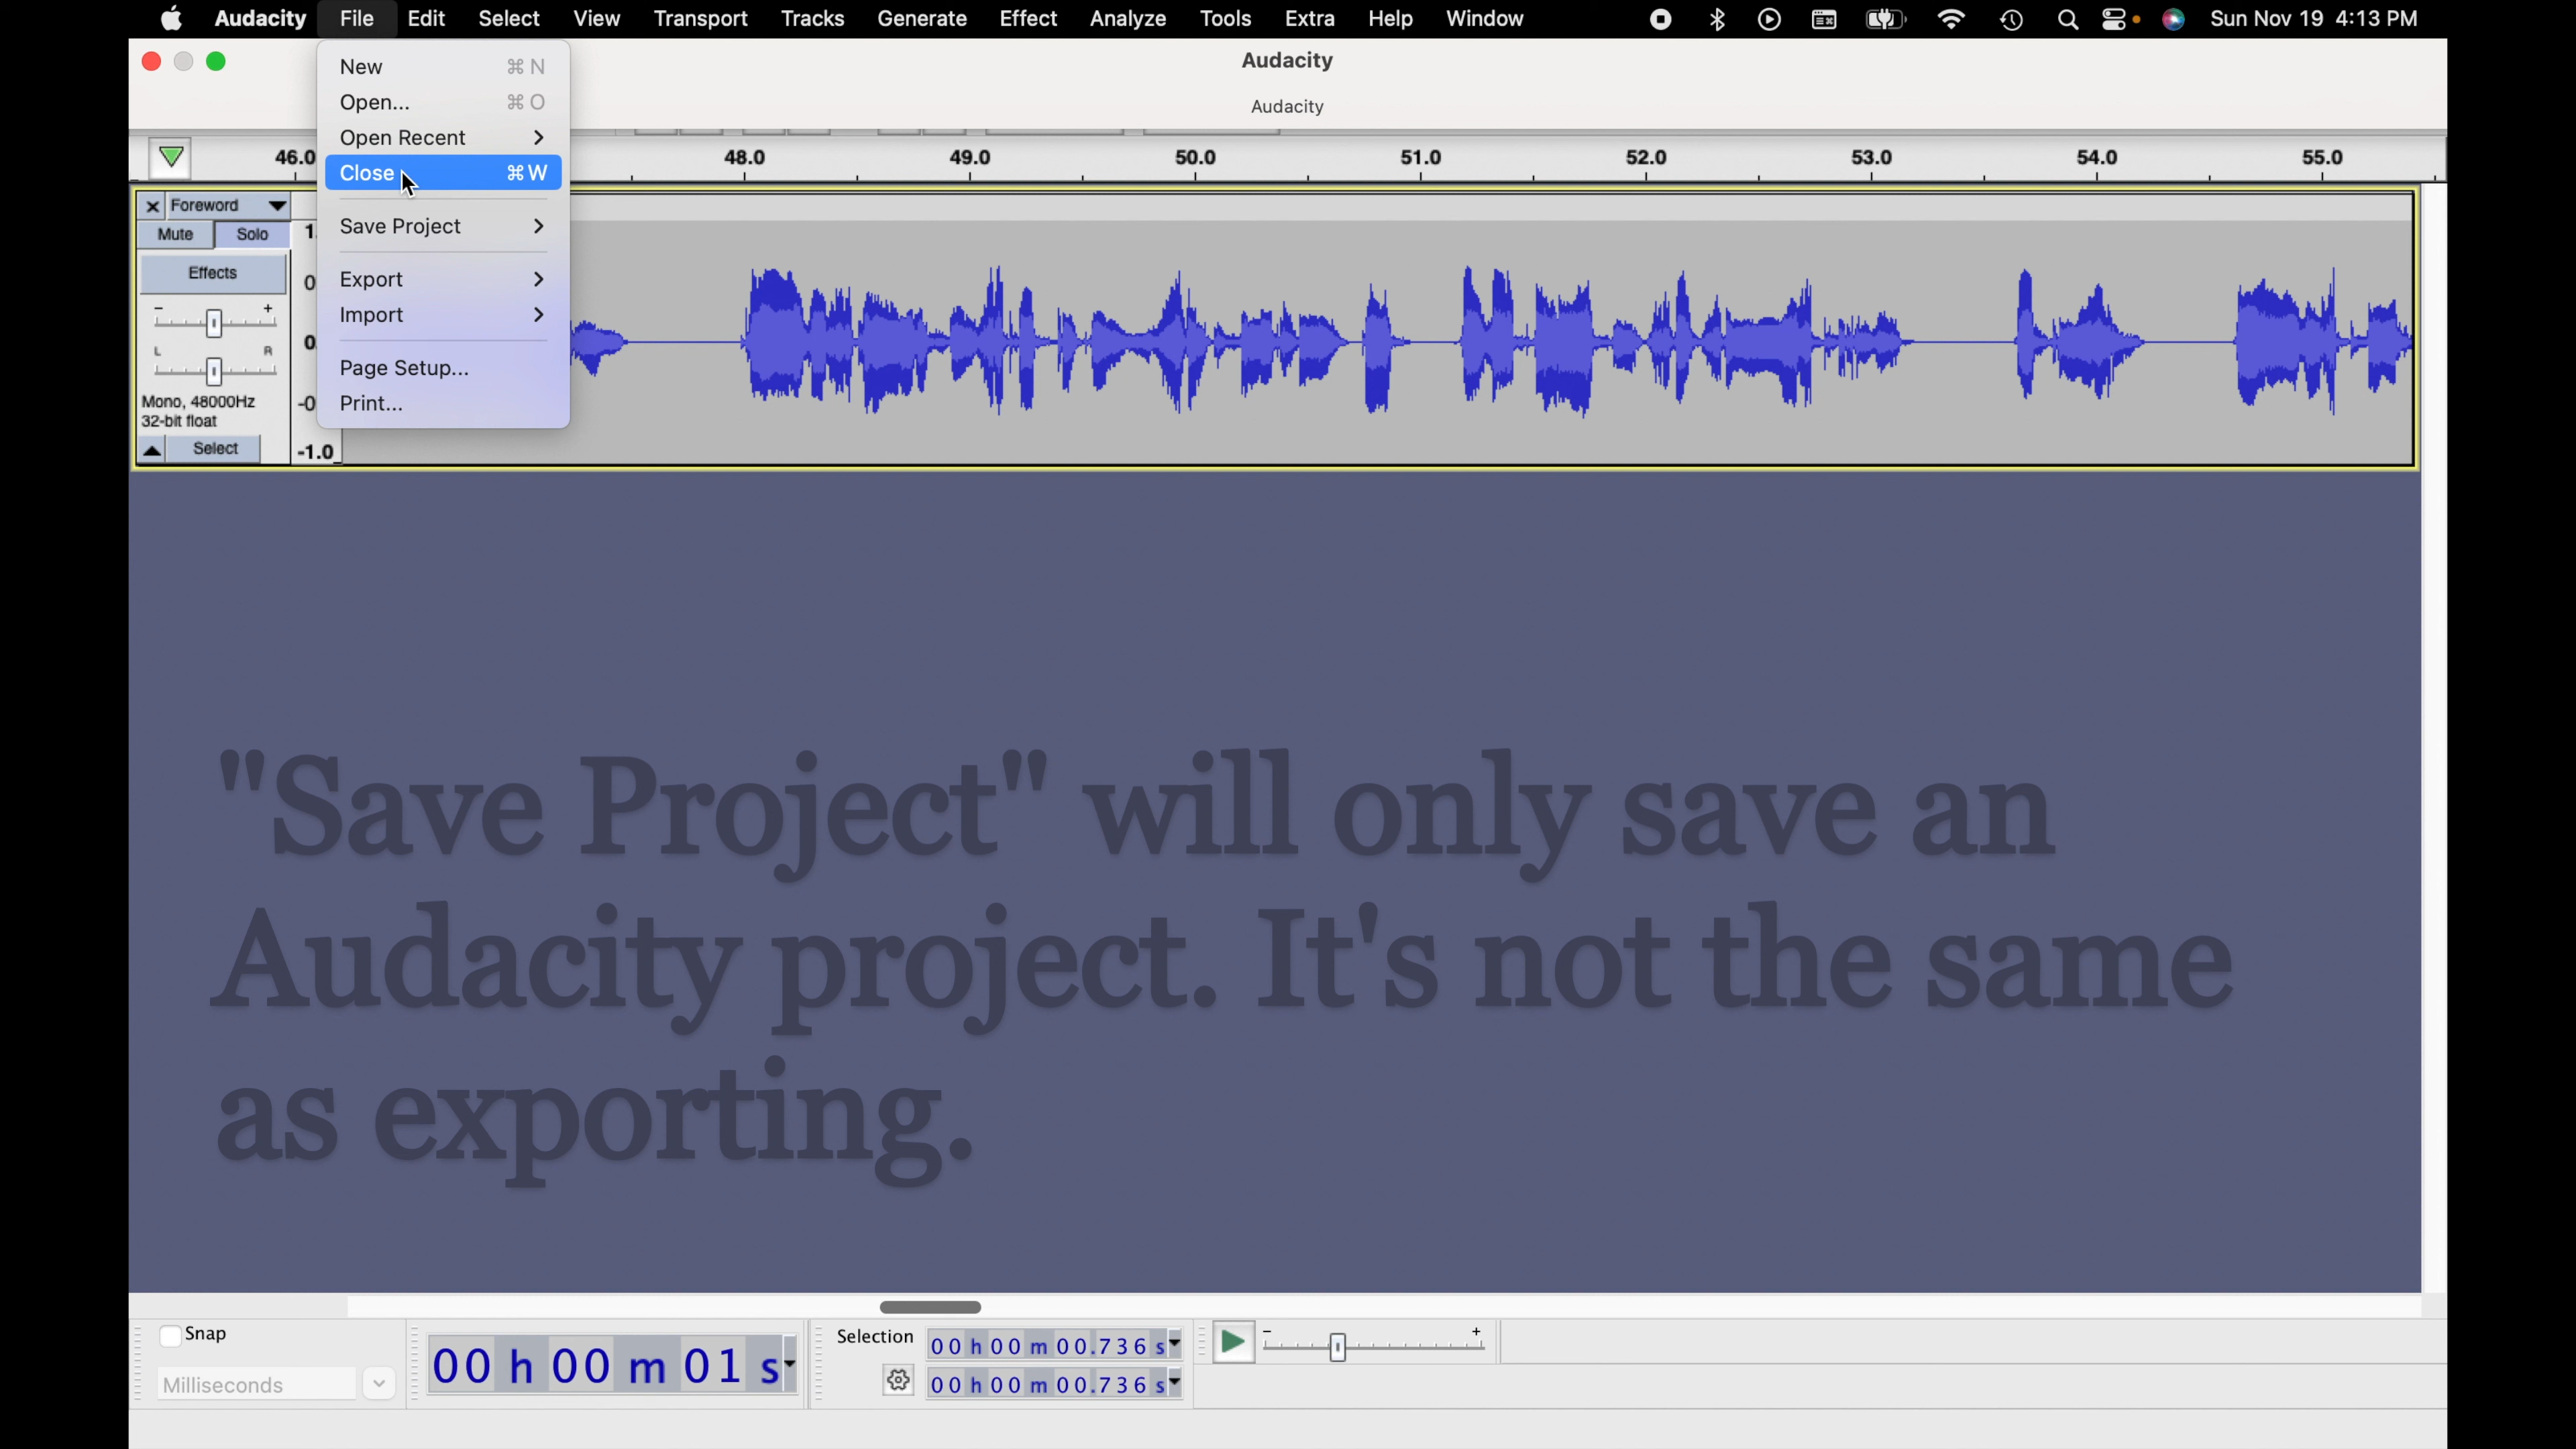 Audacity File Edit Select View Transport Tracks Generate Effect Analyze Tools Extra Help Window Sun Nov 19 4:13 PM
Audacity
Audacity
New ⌘ N
Open... ⌘ O
Open Recent >
Close ⌘ W
Save Project >
Export >
Import >
Page Setup...
Print...
46.0 48.0 49.0 50.0 51.0 52.0 53.0 54.0 55.0
× Foreword
Mute Solo
Effects
- +
L R
Mono, 48000Hz
32-bit float
Select
-1.0
"Save Project" will only save an
Audacity project. It's not the same
as exporting.
Snap
Milliseconds
00 h 00 m 01 s
Selection
00 h 00 m 00.736 s
00 h 00 m 00.736 s
- +